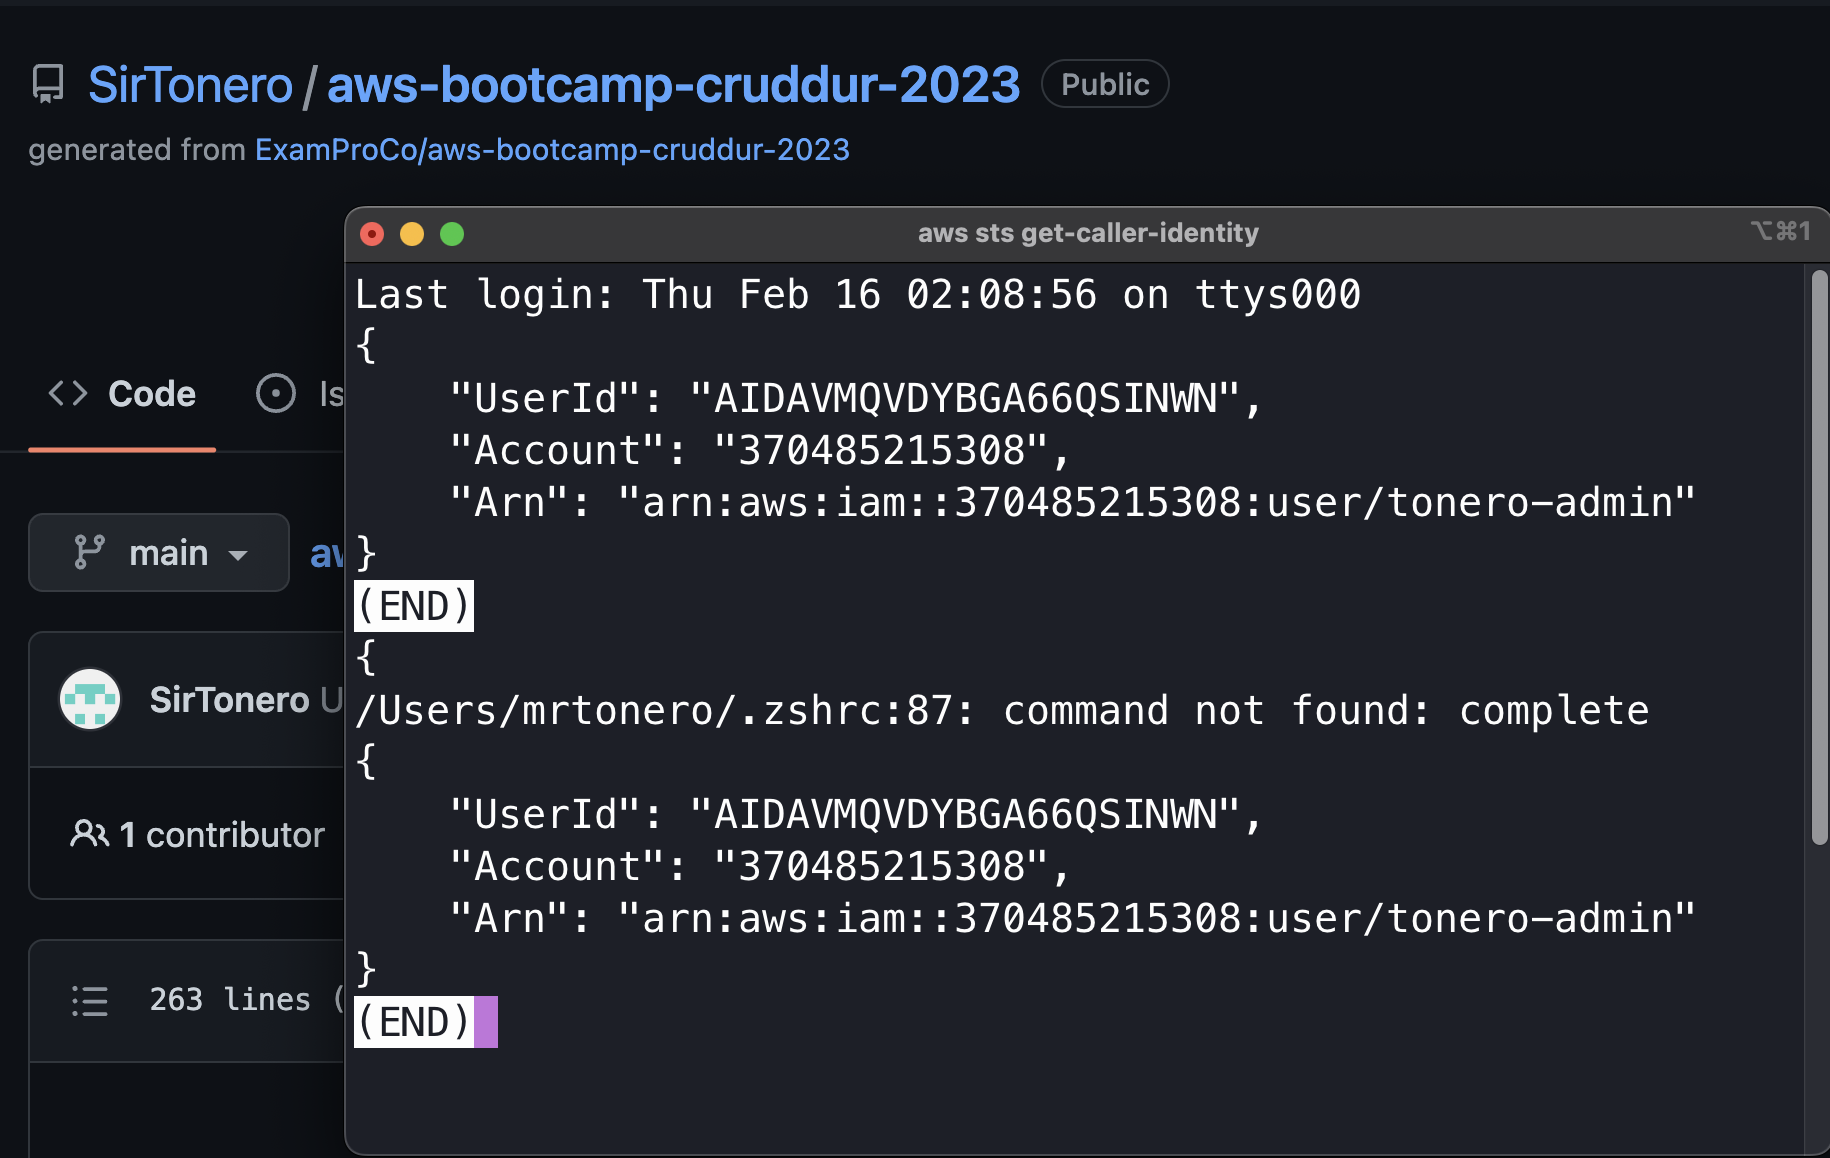 SirTonero / aws-bootcamp-cruddur-2023 Public
generated from ExamProCo/aws-bootcamp-cruddur-2023
aws sts get-caller-identity ⌥⌘1
Last login: Thu Feb 16 02:08:56 on ttys000
{
    "UserId": "AIDAVMQVDYBGA66QSINWN",
    "Account": "370485215308",
    "Arn": "arn:aws:iam::370485215308:user/tonero-admin"
}
(END)
{
/Users/mrtonero/.zshrc:87: command not found: complete
{
    "UserId": "AIDAVMQVDYBGA66QSINWN",
    "Account": "370485215308",
    "Arn": "arn:aws:iam::370485215308:user/tonero-admin"
}
(END)
Code Is
main
SirTonero U
1 contributor
263 lines (